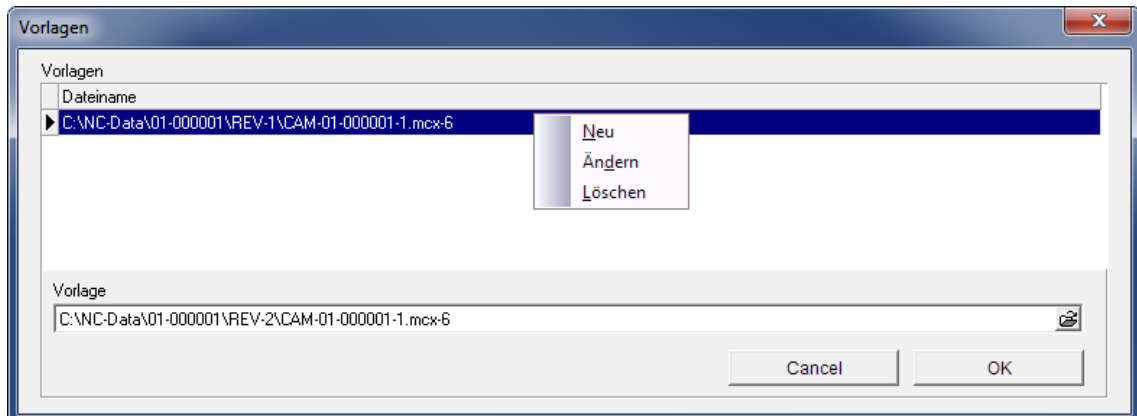 Vorlagen
Vorlagen
Dateiname
C:\NC-Data\01-000001\REV-1\CAM-01-000001-1.mcx-6
Neu
Ändern
Löschen
Vorlage
C:\NC-Data\01-000001\REV-2\CAM-01-000001-1.mcx-6
Cancel OK